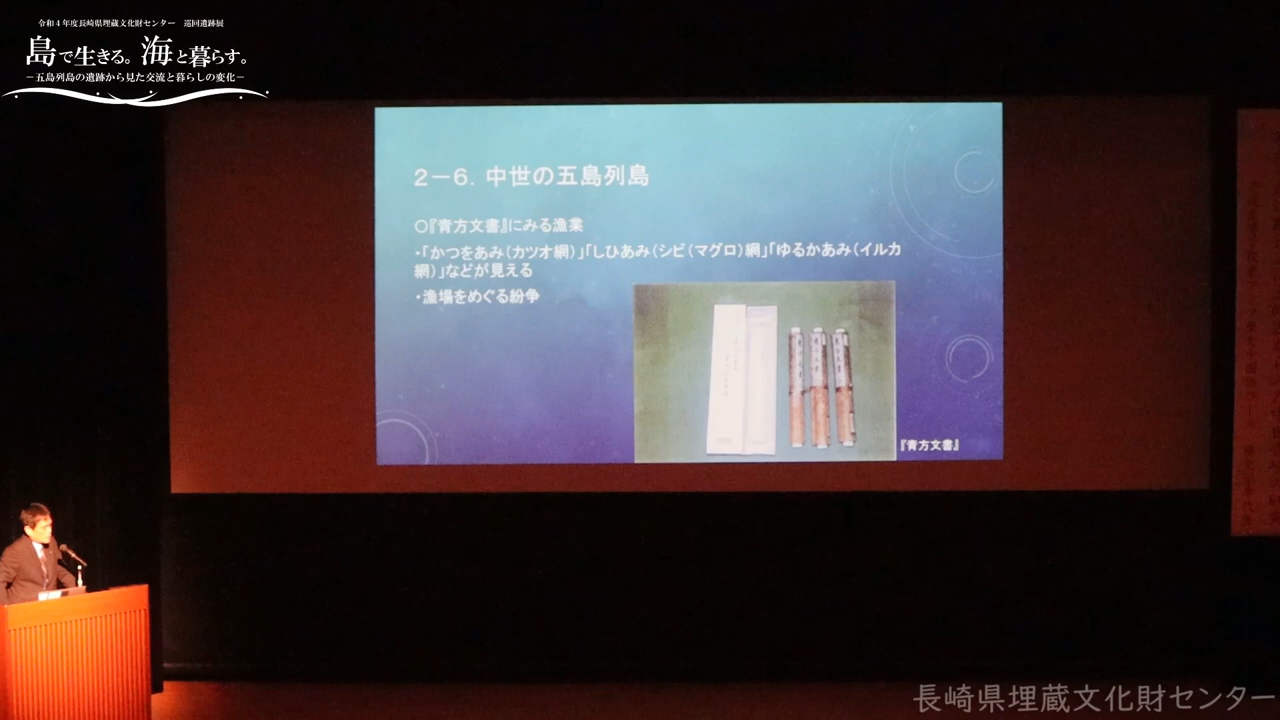 令和4年度長崎県埋蔵文化財センター 巡回遺跡展
島で生きる。海と暮らす。
－五島列島の遺跡から見た交流と暮らしの変化－
２－６．中世の五島列島
〇『青方文書』にみる漁業
・「かつをあみ（カツオ網）」「しひあみ（シビ（マグロ）網」「ゆるかあみ（イルカ
網）」などが見える
・漁場をめぐる紛争
『青方文書』
長崎県埋蔵文化財センター